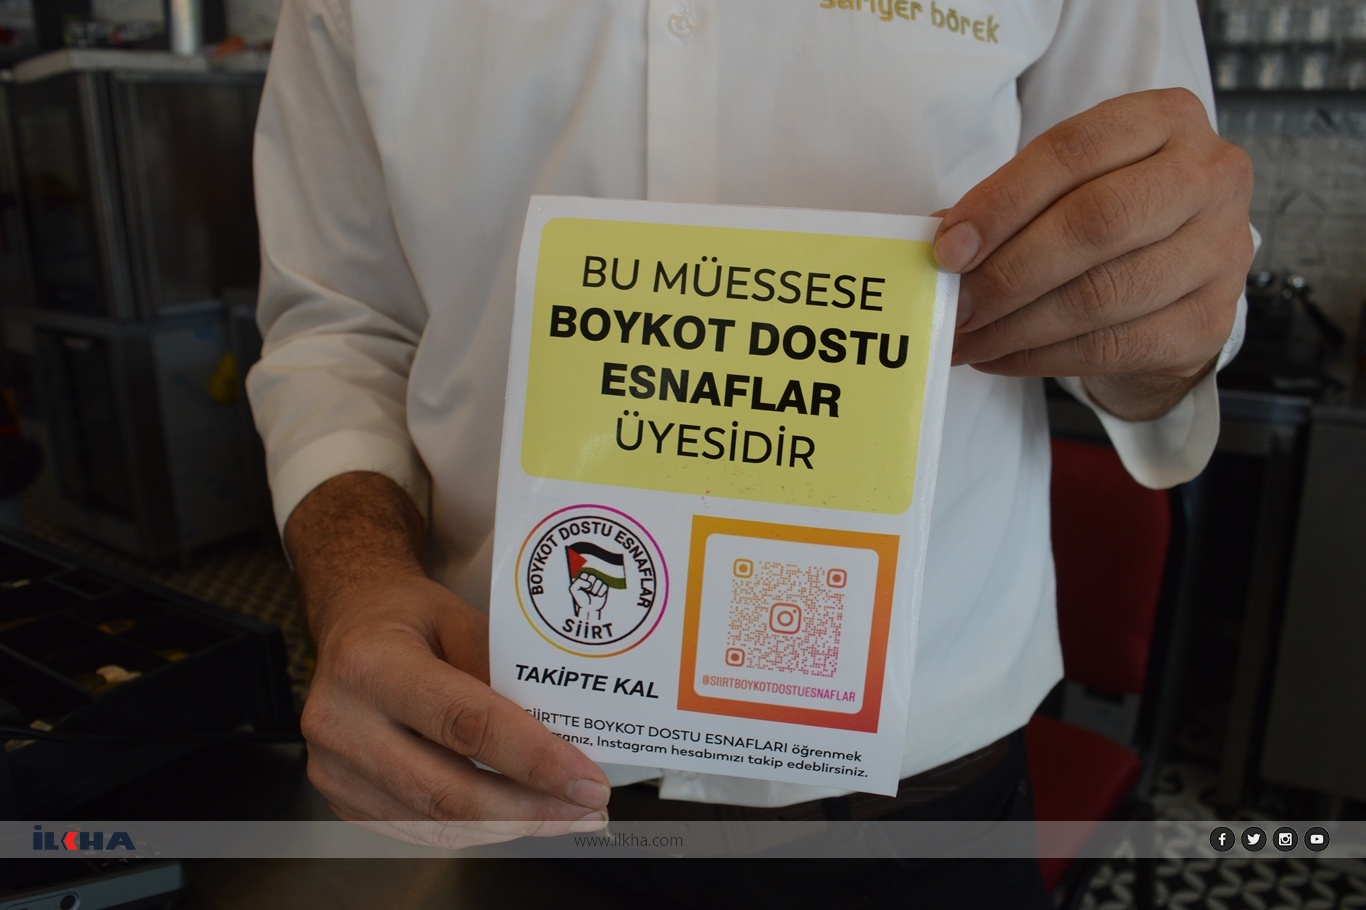 sarıyer börek
BU MÜESSESE
BOYKOT DOSTU
ESNAFLAR
ÜYESİDİR
BOYKOT DOSTU ESNAFLAR
SİİRT
@SIIRTBOYKOTDOSTUESNAFLAR
TAKİPTE KAL
SİİRT'TE BOYKOT DOSTU ESNAFLARI öğrenmek
Instagram hesabımızı takip edeblirsiniz.
İLKHA
www.ilkha.com